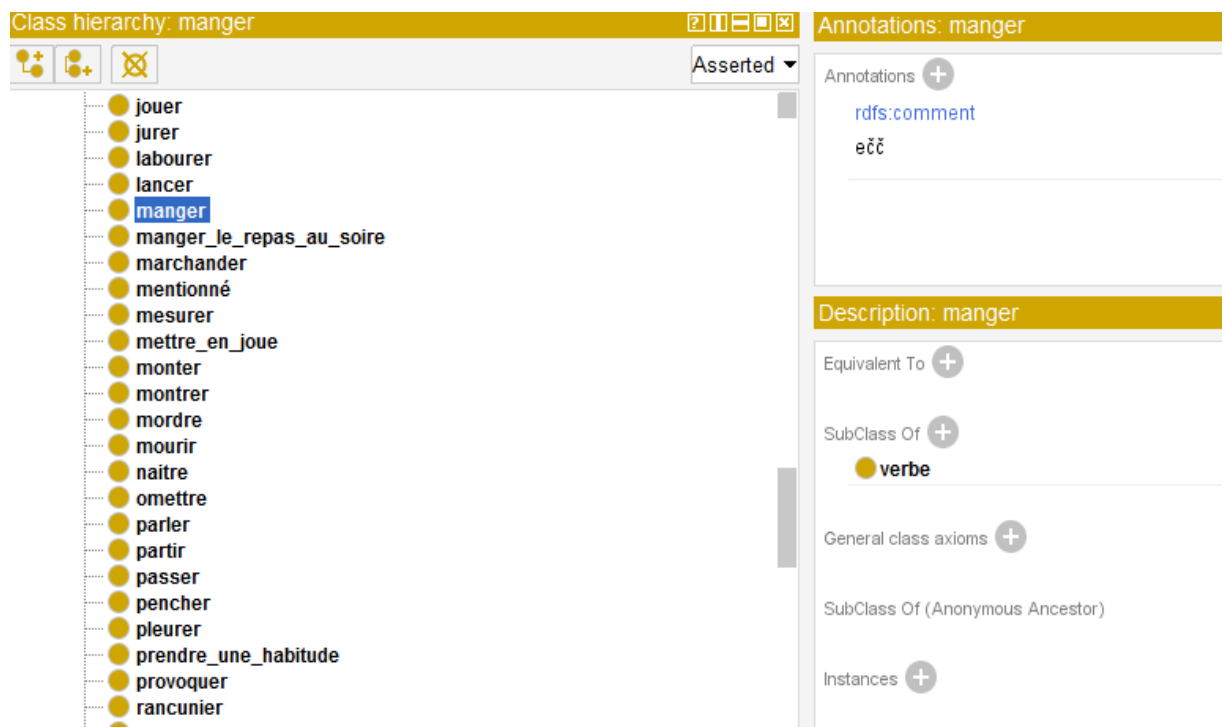 Class hierarchy: manger
Asserted
jouer
jurer
labourer
lancer
manger
manger_le_repas_au_soire
marchander
mentionné
mesurer
mettre_en_joue
monter
montrer
mordre
mourir
naitre
omettre
parler
partir
passer
pencher
pleurer
prendre_une_habitude
provoquer
rancunier
Annotations: manger
Annotations
rdfs:comment
ečč
Description: manger
Equivalent To
SubClass Of
verbe
General class axioms
SubClass Of (Anonymous Ancestor)
Instances